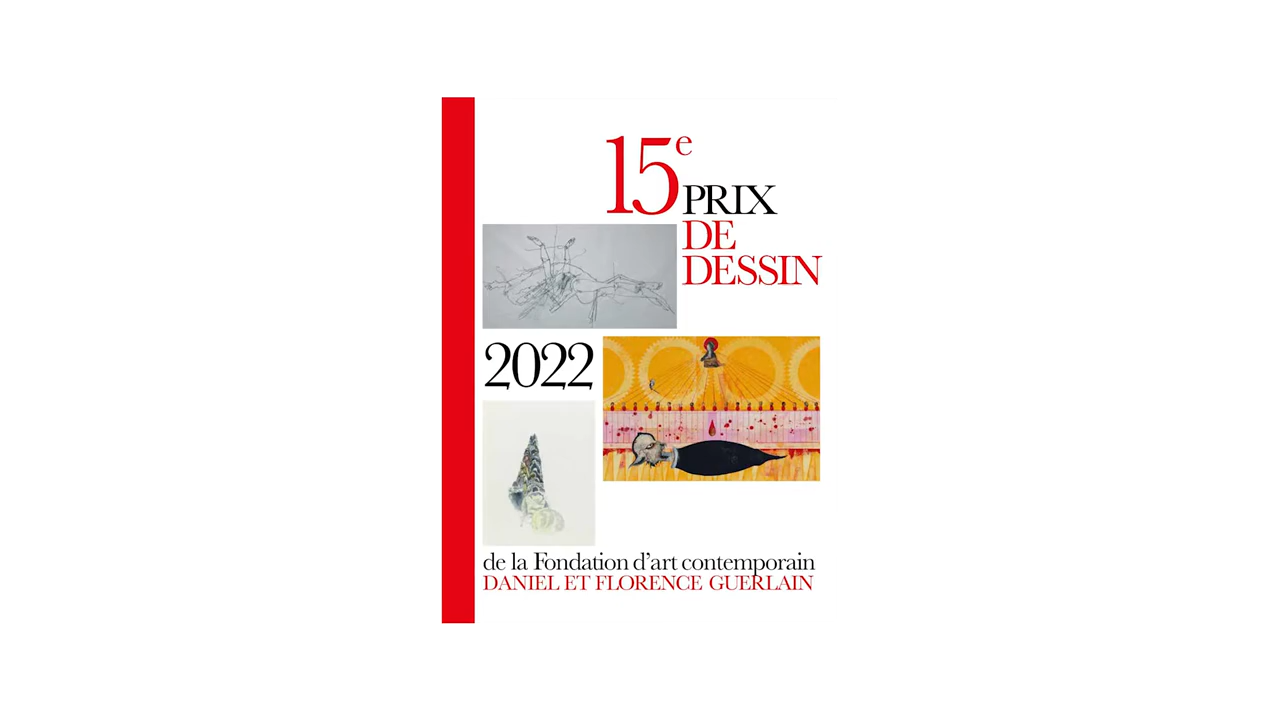 15e
PRIX
DE
DESSIN
2022
de la Fondation d'art contemporain
DANIEL ET FLORENCE GUERLAIN